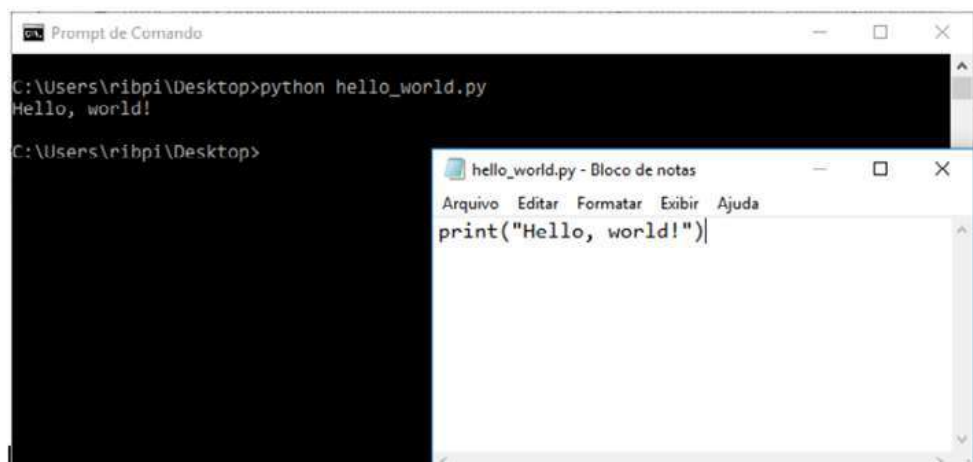 Prompt de Comando
C:\Users\ribpi\Desktop>python hello_world.py
Hello, world!
C:\Users\ribpi\Desktop>
hello_world.py - Bloco de notas
Arquivo Editar Formatar Exibir Ajuda
print("Hello, world!")